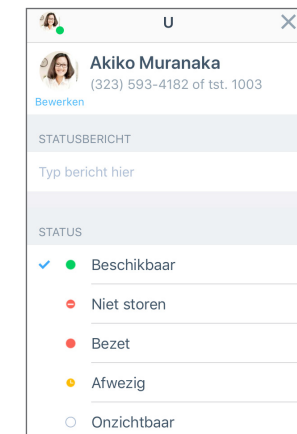 U
Akiko Muranaka
(323) 593-4182 of tst. 1003
Bewerken
STATUSBERICHT
Typ bericht hier
STATUS
Beschikbaar
Niet storen
Bezet
Afwezig
Onzichtbaar